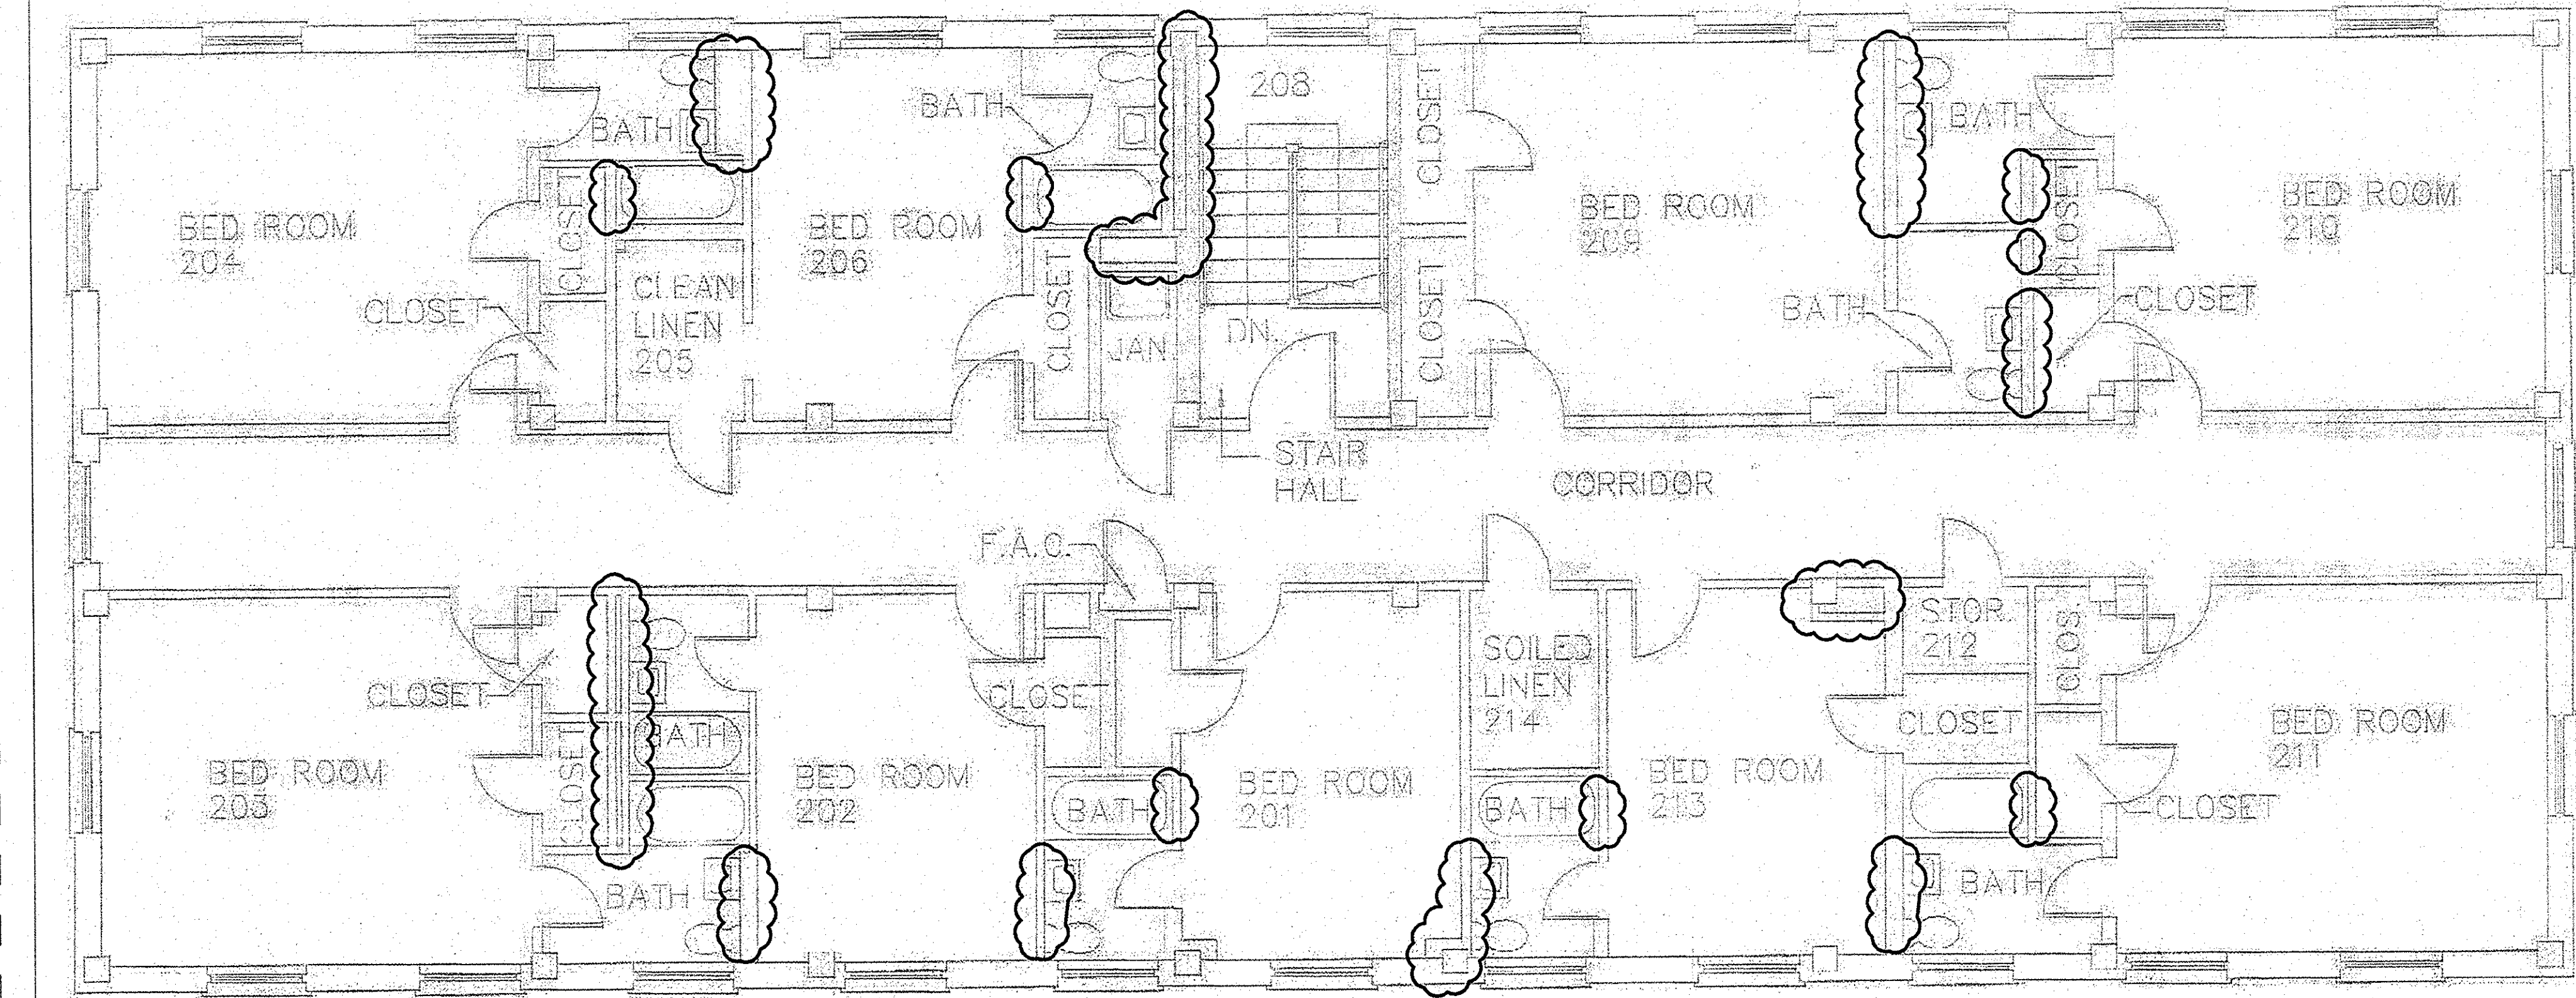 208
BATH
BATH
BATH
CLOSET
BED ROOM
204
CLOSET
CLOSET
CLEAN
LINEN
205
BED ROOM
206
CLOSET
JAN.
DN.
CLOSET
BED ROOM
209
BATH
CLOSET
CLOSET
BED ROOM
210
STAIR
HALL
CORRIDOR
F.A.C.
CLOSET
CLOSET
BED ROOM
203
BATH
BATH
BED ROOM
202
CLOSET
BATH
BED ROOM
201
SOILED
LINEN
214
BATH
BED ROOM
213
STOR.
212
CLOS.
CLOSET
BATH
CLOSET
BED ROOM
211